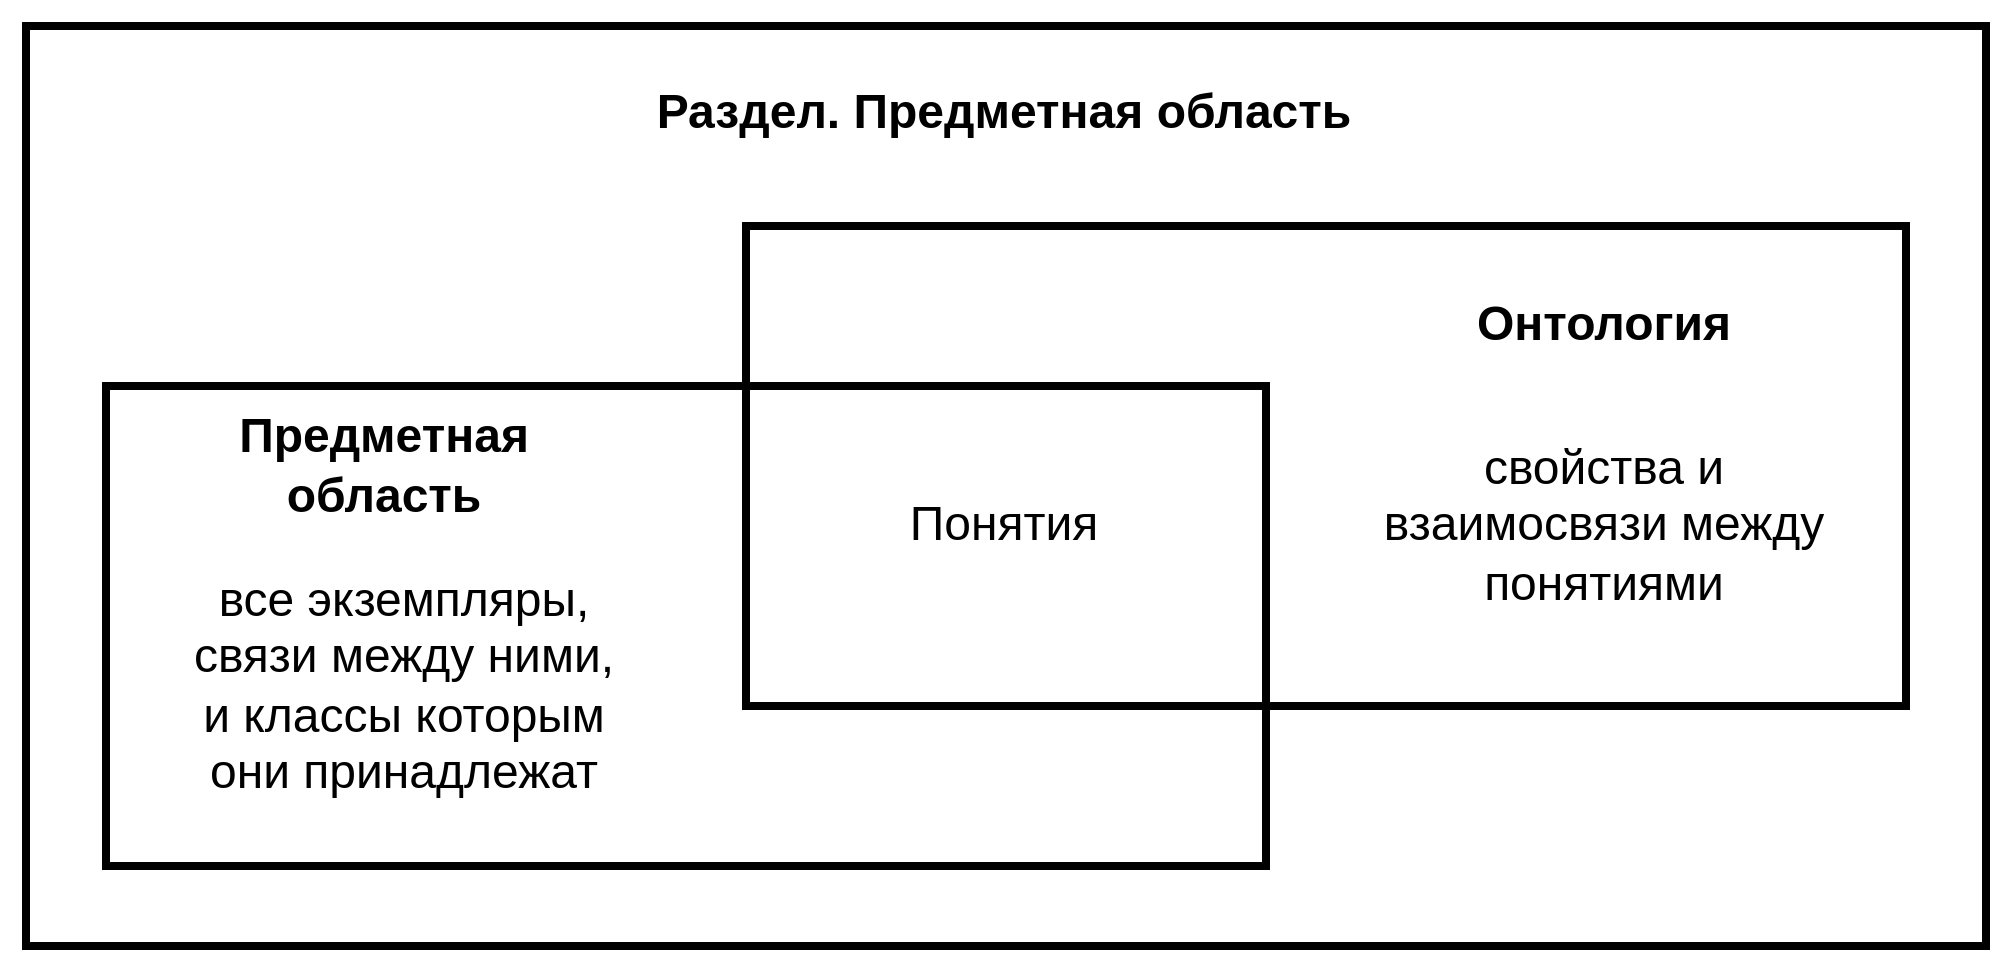 Раздел. Предметная область
Онтология
свойства и
взаимосвязи между
понятиями
Понятия
Предметная
область
все экземпляры,
связи между ними,
и классы которым
они принадлежат